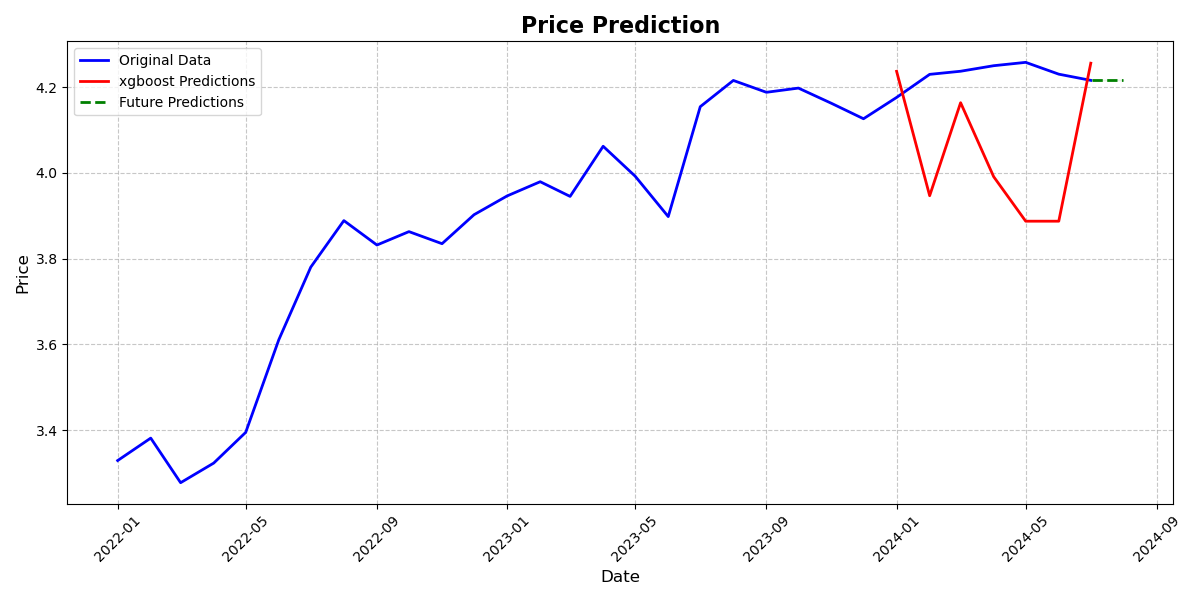 Price Prediction
Original Data
xgboost Predictions
Future Predictions
Price
4.2
4.0
3.8
3.6
3.4
2022-01
2022-05
2022-09
2023-01
2023-05
2023-09
2024-01
2024-05
2024-09
Date